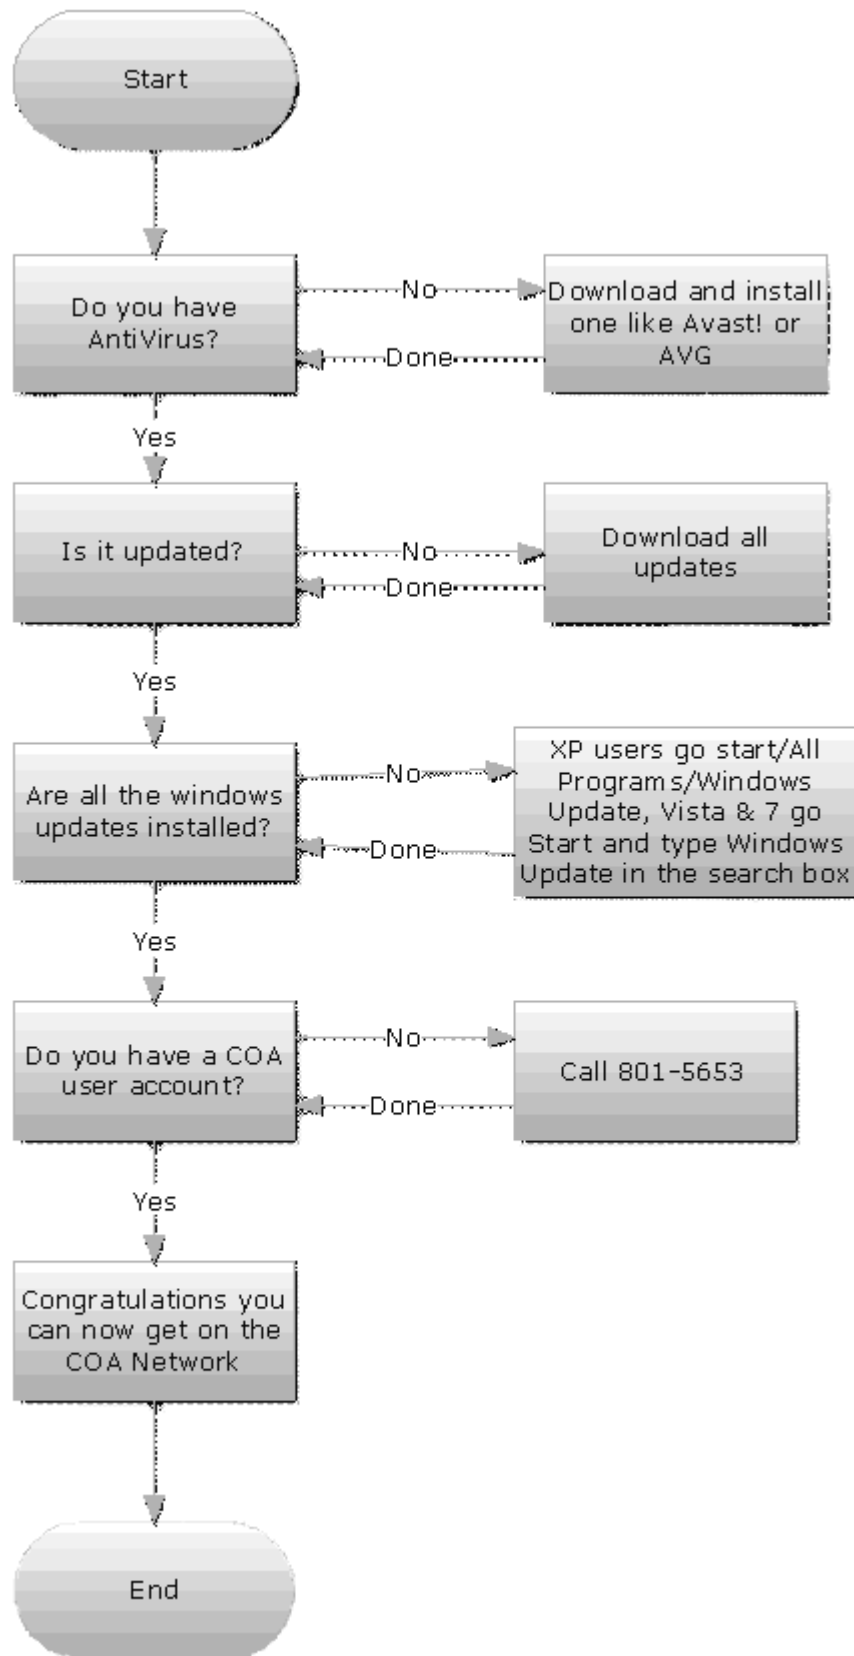 Start
Do you have
AntiVirus?
No
Done
Download and install
one like Avast! or
AVG
Yes
Is it updated?
No
Done
Download all
updates
Yes
Are all the windows
updates installed?
No
Done
XP users go start/All
Programs/Windows
Update, Vista & 7 go
Start and type Windows
Update in the search box
Yes
Do you have a COA
user account?
No
Done
Call 801-5653
Yes
Congratulations you
can now get on the
COA Network
End